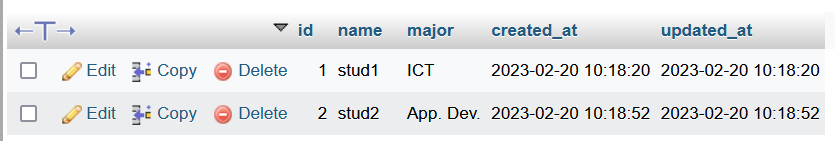 id name major created_at updated_at
Edit Copy Delete 1 stud1 ICT 2023-02-20 10:18:20 2023-02-20 10:18:20
Edit Copy Delete 2 stud2 App. Dev. 2023-02-20 10:18:52 2023-02-20 10:18:52